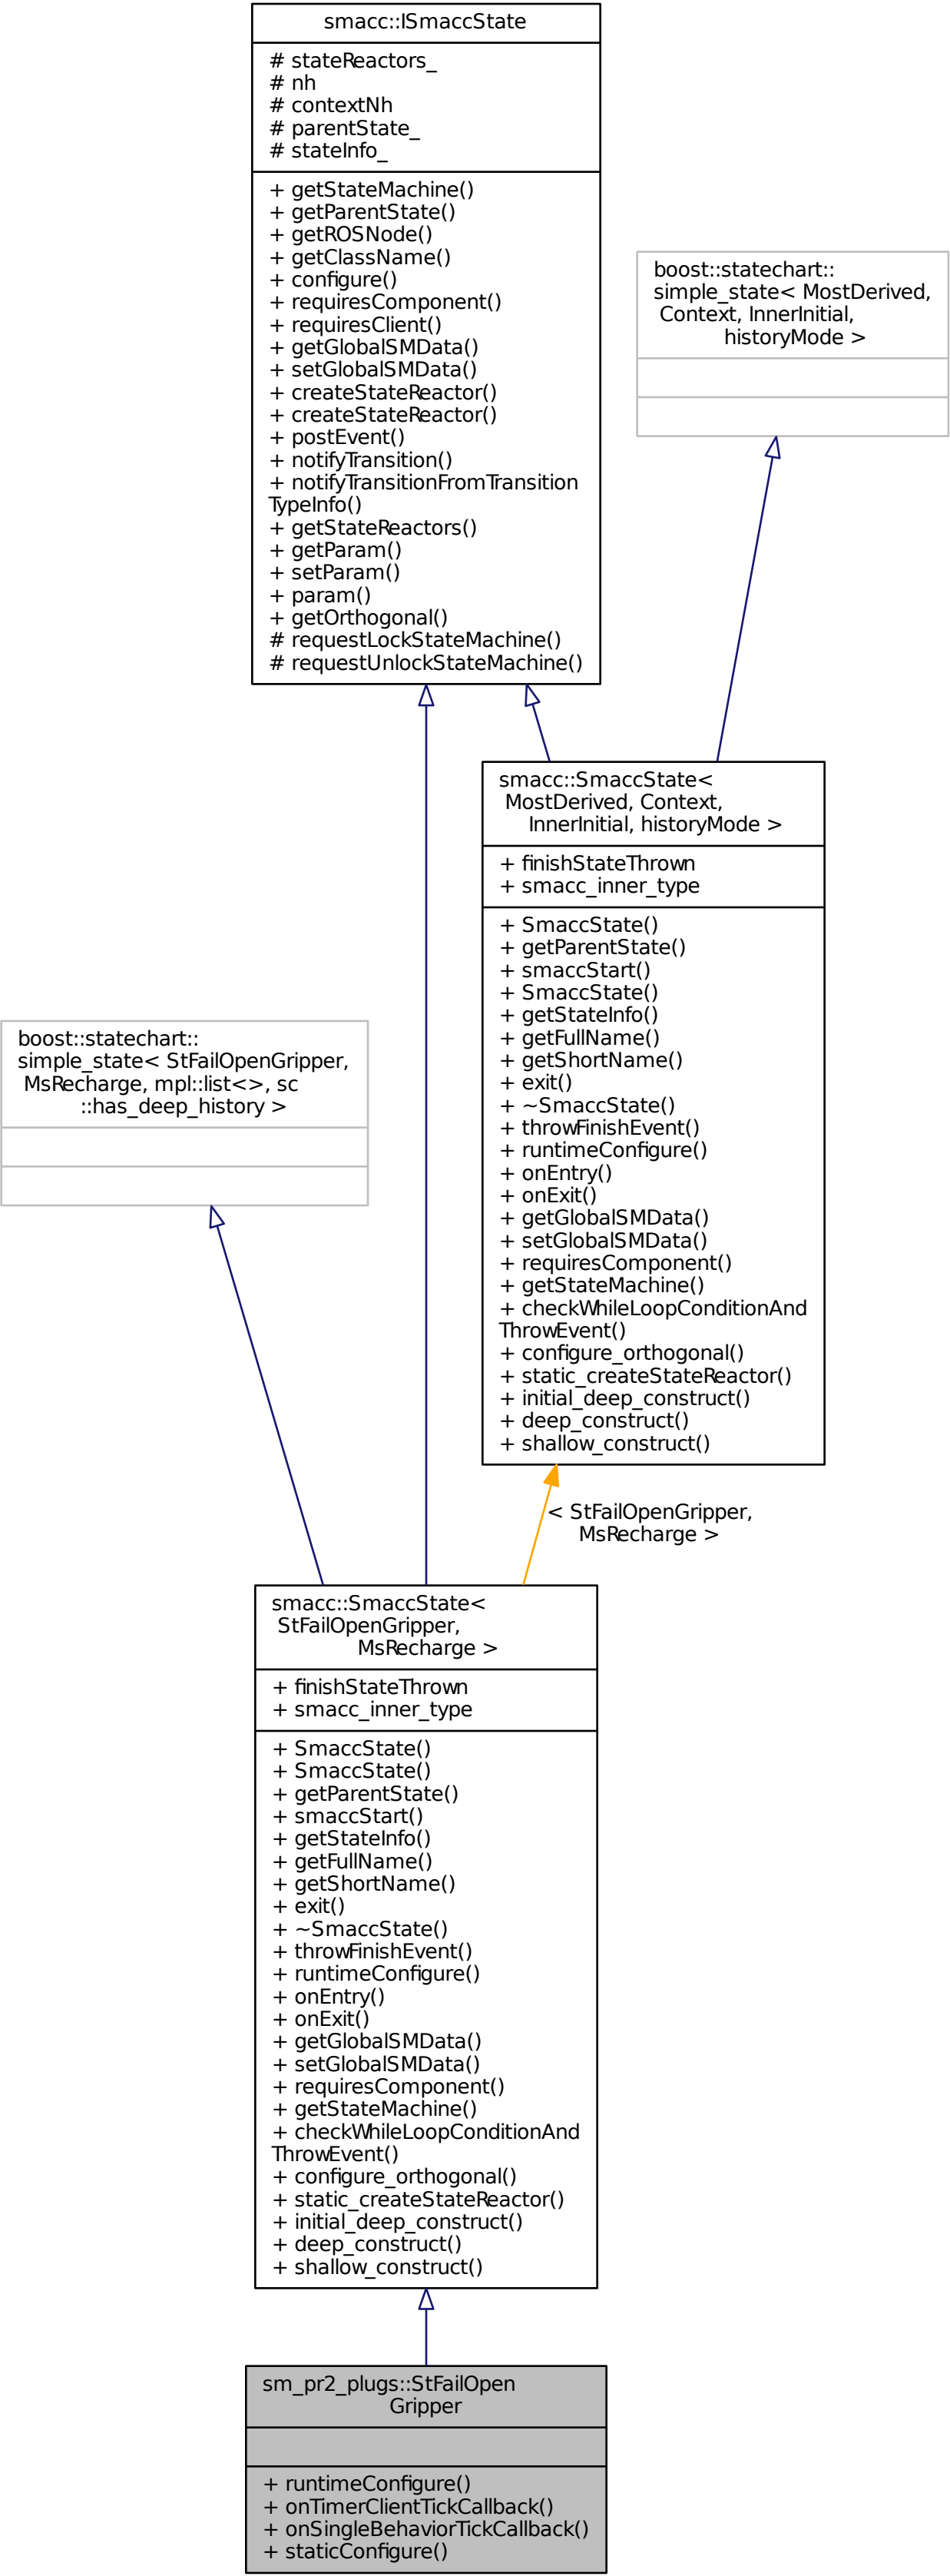 smacc::ISmaccState
# stateReactors_
# nh
# contextNh
# parentState_
# stateInfo_
+ getStateMachine()
+ getParentState()
+ getROSNode()
+ getClassName()
+ configure()
+ requiresComponent()
+ requiresClient()
+ getGlobalSMData()
+ setGlobalSMData()
+ createStateReactor()
+ createStateReactor()
+ postEvent()
+ notifyTransition()
+ notifyTransitionFromTransition
TypeInfo()
+ getStateReactors()
+ getParam()
+ setParam()
+ param()
+ getOrthogonal()
# requestLockStateMachine()
# requestUnlockStateMachine()
boost::statechart::
simple_state< MostDerived,
Context, InnerInitial,
historyMode >
smacc::SmaccState<
MostDerived, Context,
InnerInitial, historyMode >
+ finishStateThrown
+ smacc_inner_type
+ SmaccState()
+ getParentState()
+ smaccStart()
+ SmaccState()
+ getStateInfo()
+ getFullName()
+ getShortName()
+ exit()
+ ~SmaccState()
+ throwFinishEvent()
+ runtimeConfigure()
+ onEntry()
+ onExit()
+ getGlobalSMData()
+ setGlobalSMData()
+ requiresComponent()
+ getStateMachine()
+ checkWhileLoopConditionAnd
ThrowEvent()
+ configure_orthogonal()
+ static_createStateReactor()
+ initial_deep_construct()
+ deep_construct()
+ shallow_construct()
boost::statechart::
simple_state< StFailOpenGripper,
MsRecharge, mpl::list<>, sc
::has_deep_history >
< StFailOpenGripper,
MsRecharge >
smacc::SmaccState<
StFailOpenGripper,
MsRecharge >
+ finishStateThrown
+ smacc_inner_type
+ SmaccState()
+ SmaccState()
+ getParentState()
+ smaccStart()
+ getStateInfo()
+ getFullName()
+ getShortName()
+ exit()
+ ~SmaccState()
+ throwFinishEvent()
+ runtimeConfigure()
+ onEntry()
+ onExit()
+ getGlobalSMData()
+ setGlobalSMData()
+ requiresComponent()
+ getStateMachine()
+ checkWhileLoopConditionAnd
ThrowEvent()
+ configure_orthogonal()
+ static_createStateReactor()
+ initial_deep_construct()
+ deep_construct()
+ shallow_construct()
sm_pr2_plugs::StFailOpen
Gripper
+ runtimeConfigure()
+ onTimerClientTickCallback()
+ onSingleBehaviorTickCallback()
+ staticConfigure()